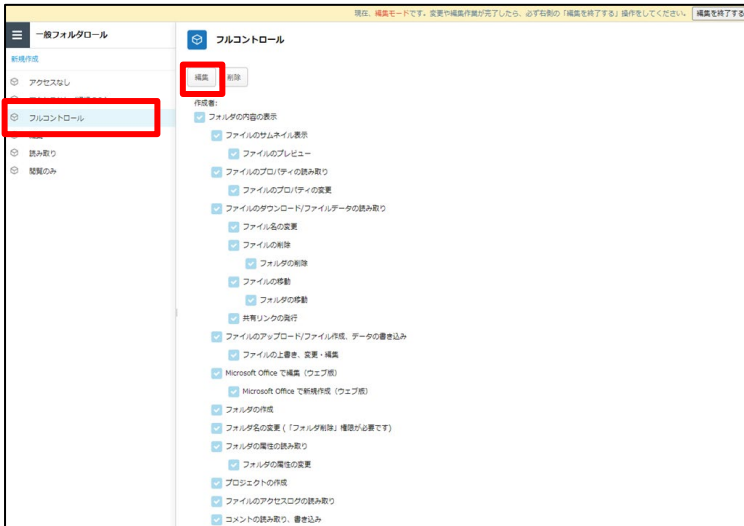 現在、編集モードです。変更や編集作業が完了したら、必ず右側の「編集を終了する」操作をしてください。 編集を終了する
一般フォルダロール
フルコントロール
新規作成
アクセスなし
フルコントロール
読み取り
閲覧のみ
編集 削除
作成者:
フォルダの内容の表示
ファイルのサムネイル表示
ファイルのプレビュー
ファイルのプロパティの読み取り
ファイルのプロパティの変更
ファイルのダウンロード/ファイルデータの読み取り
ファイル名の変更
ファイルの削除
フォルダの削除
ファイルの移動
フォルダの移動
共有リンクの発行
ファイルのアップロード/ファイル作成、データの書き込み
ファイルの上書き、変更・編集
Microsoft Office で編集（ウェブ版）
Microsoft Office で新規作成（ウェブ版）
フォルダの作成
フォルダ名の変更 (「フォルダ削除」権限が必要です)
フォルダの属性の読み取り
フォルダの属性の変更
プロジェクトの作成
ファイルのアクセスログの読み取り
コメントの読み取り、書き込み